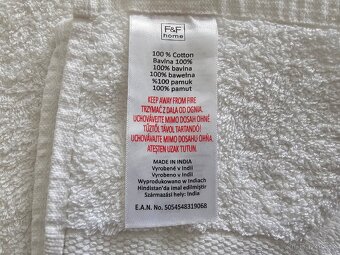 F&F
home
100 % Cotton
Bavlna 100%
100% bavlna
100% bawełna
%100 pamuk
100% pamut
KEEP AWAY FROM FIRE
TRZYMAĆ Z DALA OD OGNIA.
UCHOVÁVEJTE MIMO DOSAH OHNĚ
TŰZTŐL TÁVOL TARTANDÓ!
UCHOVÁVAJTE MIMO DOSAHU OHŇA.
ATEŞTEN UZAK TUTUN.
MADE IN INDIA
Vyrobené v Indii
Vyrobeno v Indii
Wyprodukowano w Indiach
Hindistan'da imal edilmiştir
Származási hely: India
E.A.N. No. 5054548319068